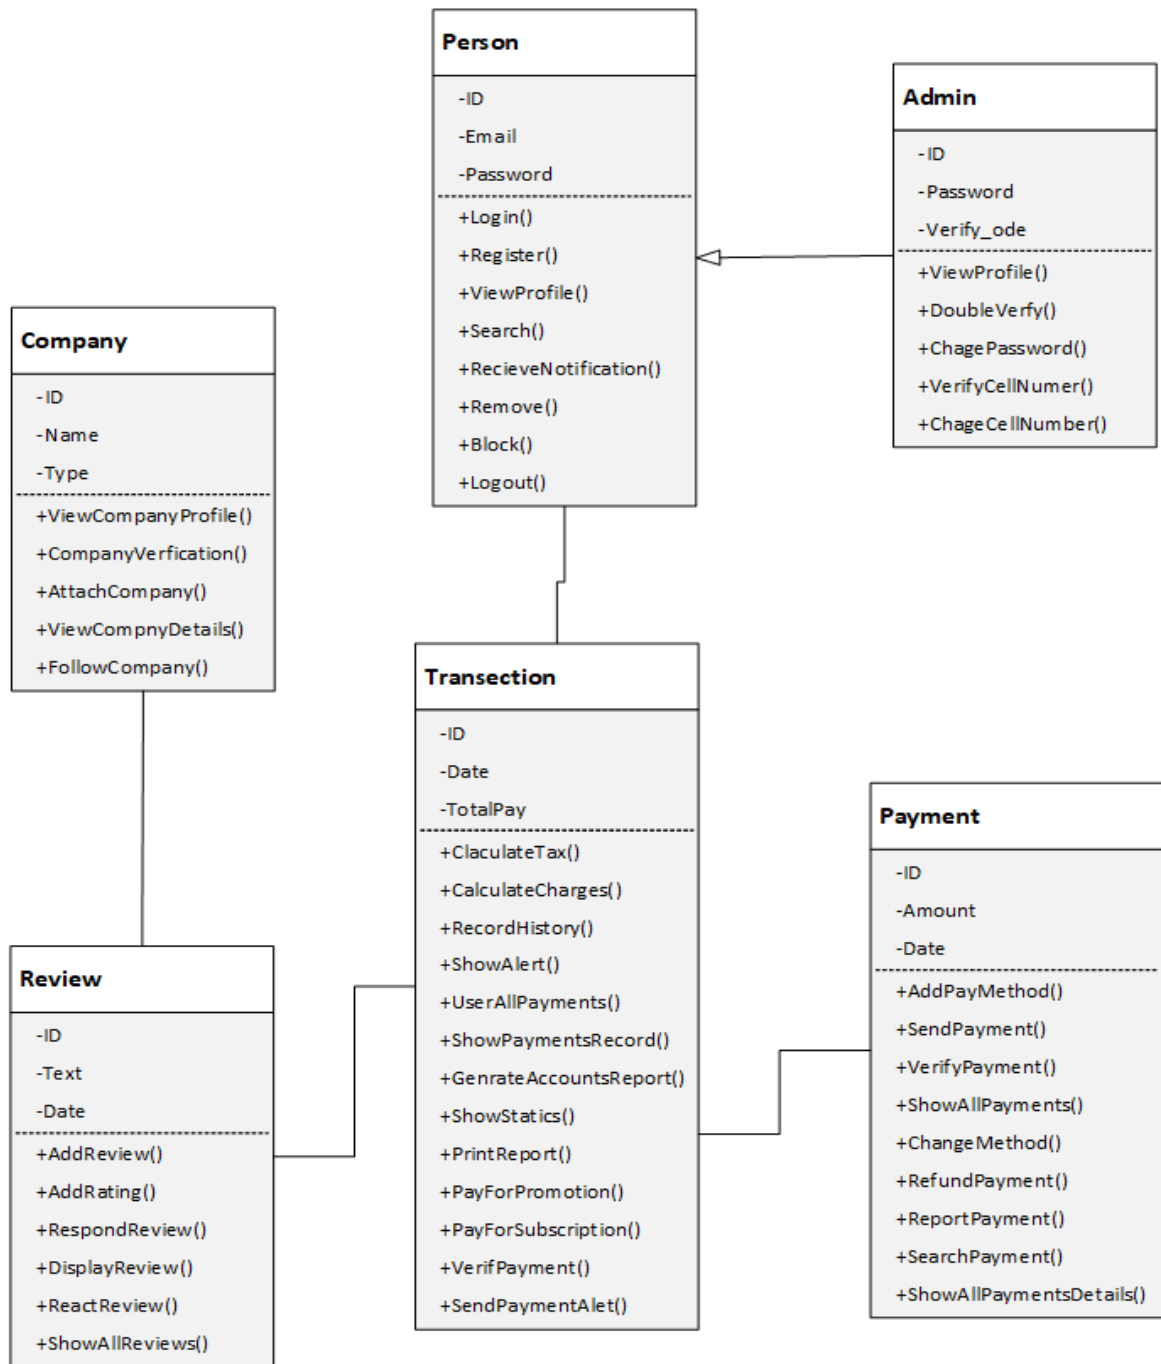 Person
-ID
-Email
-Password
+Login()
+Register()
+ViewProfile()
+Search()
+RecieveNotification()
+Remove()
+Block()
+Logout()
Admin
-ID
-Password
-Verify_ode
+ViewProfile()
+DoubleVerfy()
+ChagePassword()
+VerifyCellNumer()
+ChageCellNumber()
Company
-ID
-Name
-Type
+ViewCompanyProfile()
+CompanyVerfication()
+AttachCompany()
+ViewCompnyDetails()
+FollowCompany()
Transection
-ID
-Date
-TotalPay
+ClaculateTax()
+CalculateCharges()
+RecordHistory()
+ShowAlert()
+UserAllPayments()
+ShowPaymentsRecord()
+GenrateAccountsReport()
+ShowStatics()
+PrintReport()
+PayForPromotion()
+PayForSubscription()
+VerifPayment()
+SendPaymentAlet()
Payment
-ID
-Amount
-Date
+AddPayMethod()
+SendPayment()
+VerifyPayment()
+ShowAllPayments()
+ChangeMethod()
+RefundPayment()
+ReportPayment()
+SearchPayment()
+ShowAllPaymentsDetails()
Review
-ID
-Text
-Date
+AddReview()
+AddRating()
+RespondReview()
+DisplayReview()
+ReactReview()
+ShowAllReviews()